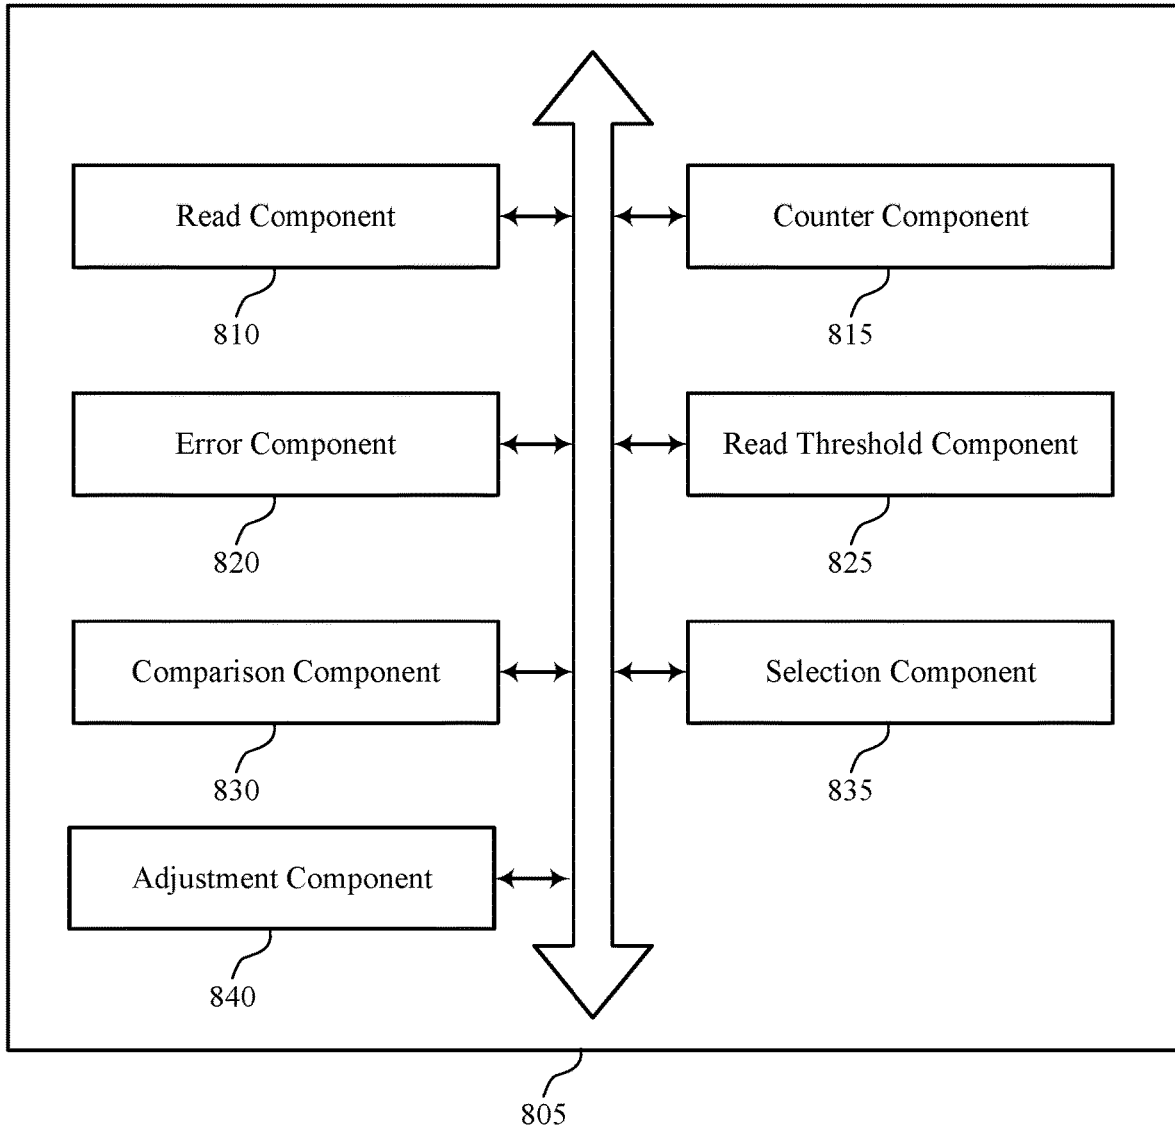 Read Component
Counter Component
810
815
Error Component
Read Threshold Component
820
825
Comparison Component
Selection Component
830
835
Adjustment Component
840
805